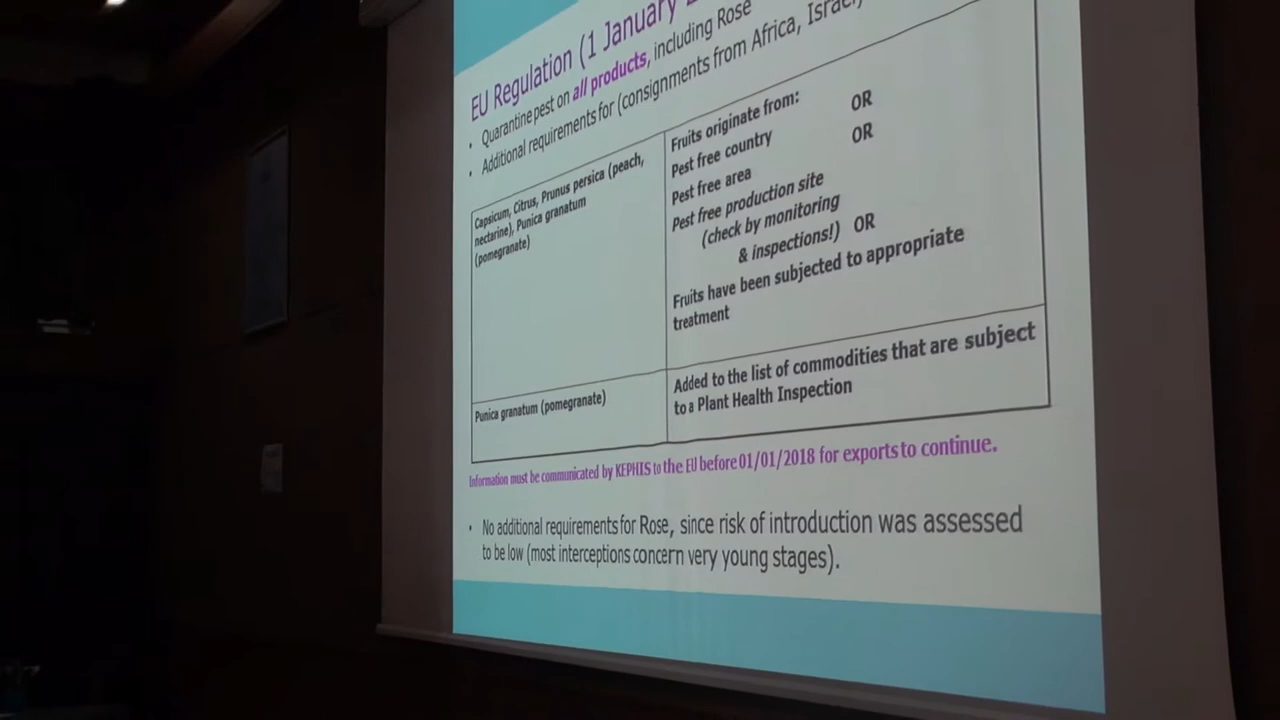 EU Regulation (1 January
• Quarantine pest on all products, including Rose
• Additional requirements for (consignments from Africa, Israel,
Capsicum, Citrus, Prunus persica (peach,
nectarine), Punica granatum
(pomegranate)
Fruits originate from:
Pest free country OR
Pest free area OR
Pest free production site
(check by monitoring
& inspections!) OR
Fruits have been subjected to appropriate
treatment
Punica granatum (pomegranate)
Added to the list of commodities that are subject
to a Plant Health Inspection
Information must be communicated by KEPHIS to the EU before 01/01/2018 for exports to continue.
• No additional requirements for Rose, since risk of introduction was assessed
to be low (most interceptions concern very young stages).